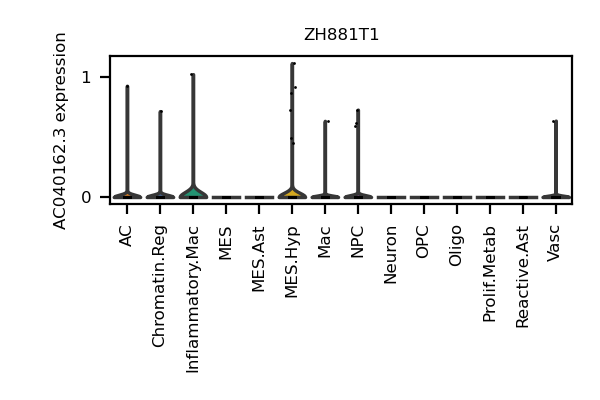 ZH881T1
AC040162.3 expression
1
0
AC
Chromatin.Reg
Inflammatory.Mac
MES
MES.Ast
MES.Hyp
Mac
NPC
Neuron
OPC
Oligo
Prolif.Metab
Reactive.Ast
Vasc